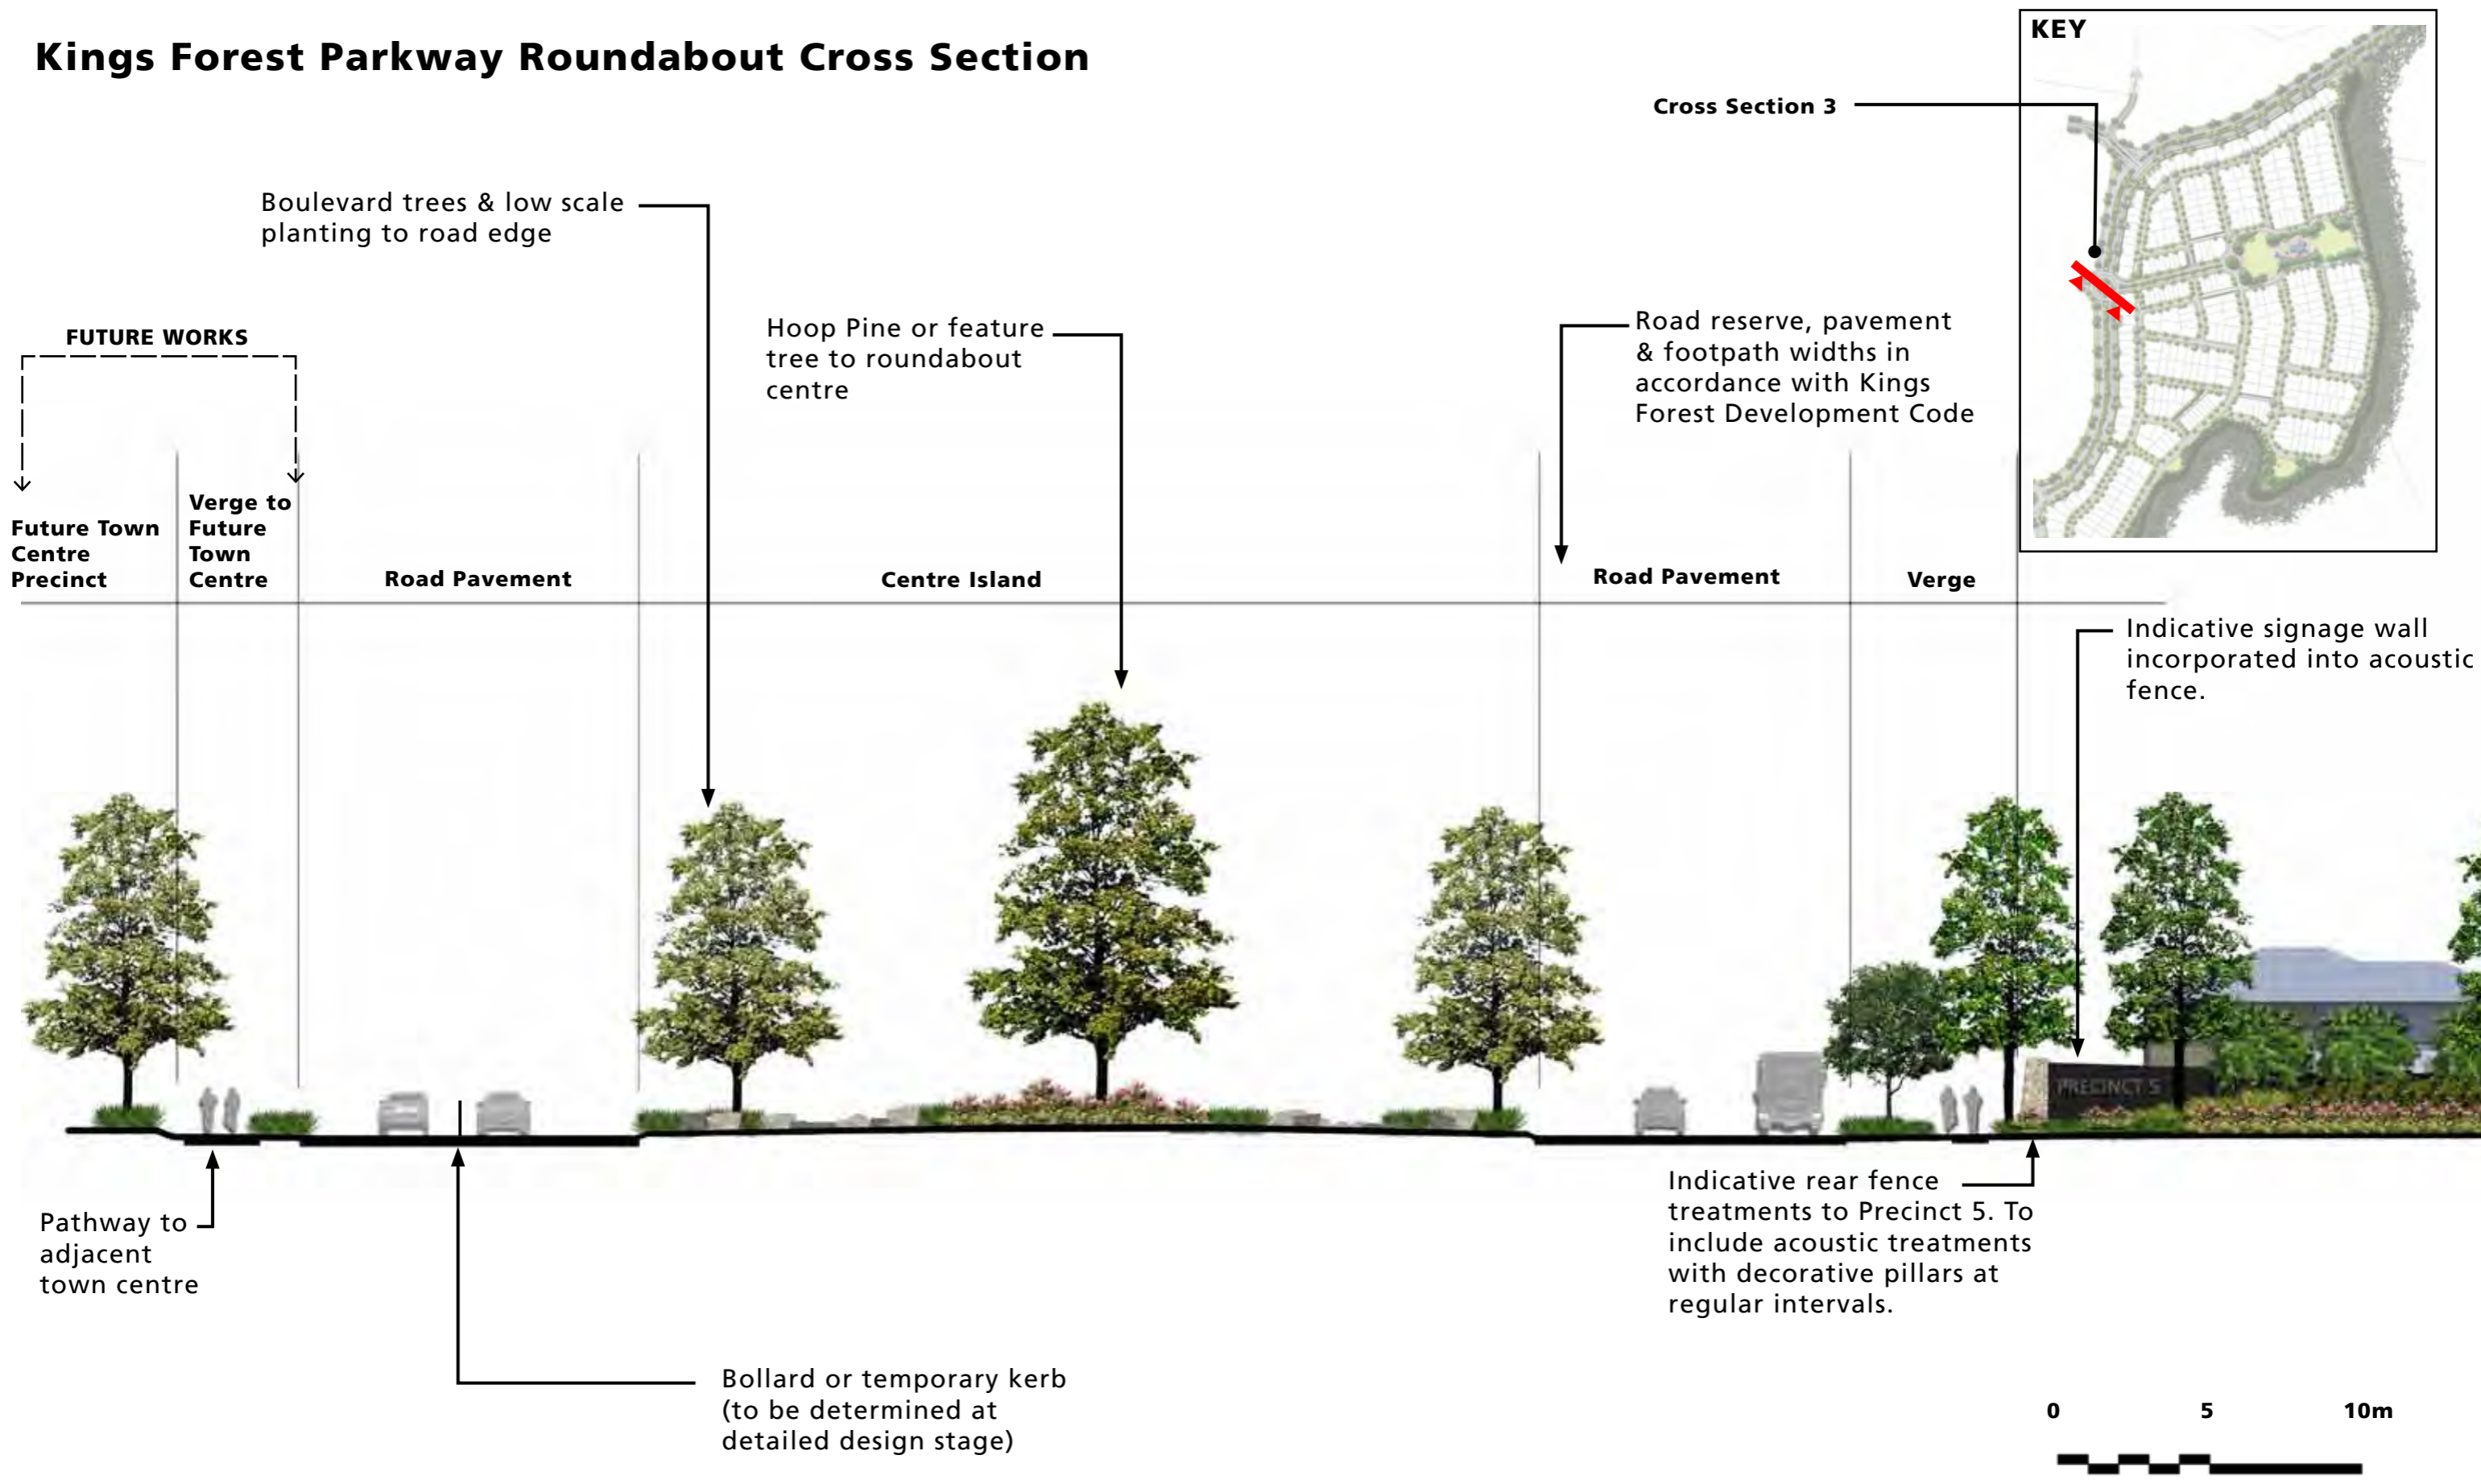 Kings Forest Parkway Roundabout Cross Section
KEY
Cross Section 3
Boulevard trees & low scale
planting to road edge
Hoop Pine or feature
tree to roundabout
centre
Road reserve, pavement
& footpath widths in
accordance with Kings
Forest Development Code
FUTURE WORKS
Future Town
Centre
Precinct
Verge to
Future
Town
Centre
Road Pavement
Centre Island
Road Pavement
Verge
Indicative signage wall
incorporated into acoustic
fence.
PRECINCT 5
Pathway to
adjacent
town centre
Indicative rear fence
treatments to Precinct 5. To
include acoustic treatments
with decorative pillars at
regular intervals.
Bollard or temporary kerb
(to be determined at
detailed design stage)
0 5 10m